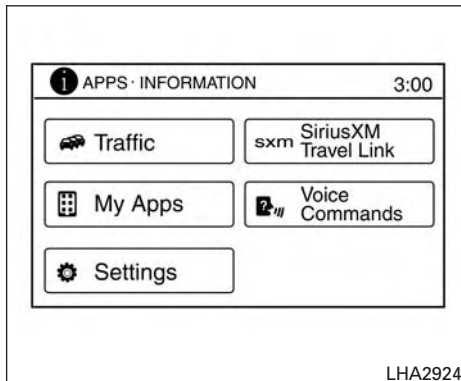 i APPS · INFORMATION 3:00
Traffic
sxm SiriusXM
Travel Link
My Apps
? Voice
Commands
Settings
LHA2924